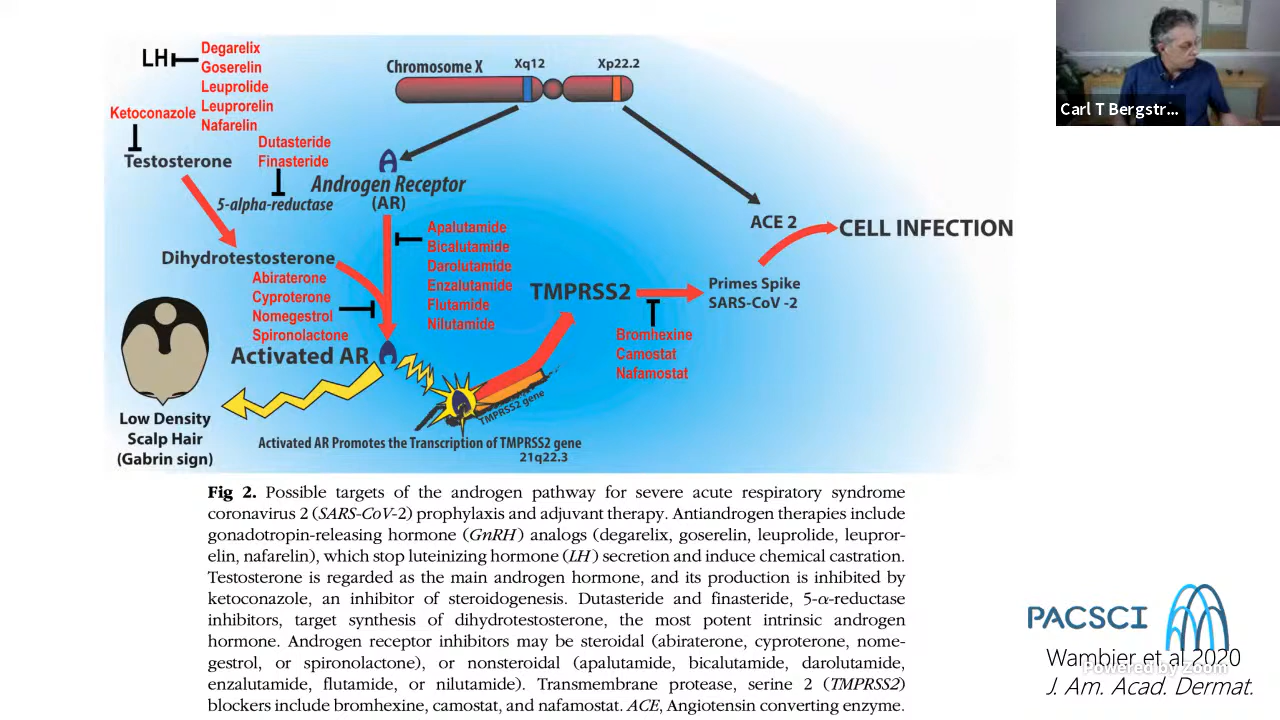 LH
Degarelix
Goserelin
Leuprolide
Leuprorelin
Nafarelin
Ketoconazole
Testosterone
Dutasteride
Finasteride
5-alpha-reductase
Dihydrotestosterone
Chromosome X
Xq12
Xp22.2
Androgen Receptor
(AR)
Apalutamide
Bicalutamide
Darolutamide
Enzalutamide
Flutamide
Nilutamide
Abiraterone
Cyproterone
Nomegestrol
Spironolactone
Activated AR
TMPRSS2
Bromhexine
Camostat
Nafamostat
Primes Spike
SARS-CoV -2
ACE 2
CELL INFECTION
Low Density
Scalp Hair
(Gabrin sign)
TMPRSS2 gene
Activated AR Promotes the Transcription of TMPRSS2 gene
21q22.3
Fig 2. Possible targets of the androgen pathway for severe acute respiratory syndrome
coronavirus 2 (SARS-CoV-2) prophylaxis and adjuvant therapy. Antiandrogen therapies include
gonadotropin-releasing hormone (GnRH) analogs (degarelix, goserelin, leuprolide, leupror-
elin, nafarelin), which stop luteinizing hormone (LH) secretion and induce chemical castration.
Testosterone is regarded as the main androgen hormone, and its production is inhibited by
ketoconazole, an inhibitor of steroidogenesis. Dutasteride and finasteride, 5-α-reductase
inhibitors, target synthesis of dihydrotestosterone, the most potent intrinsic androgen
hormone. Androgen receptor inhibitors may be steroidal (abiraterone, cyproterone, nome-
gestrol, or spironolactone), or nonsteroidal (apalutamide, bicalutamide, darolutamide,
enzalutamide, flutamide, or nilutamide). Transmembrane protease, serine 2 (TMPRSS2)
blockers include bromhexine, camostat, and nafamostat. ACE, Angiotensin converting enzyme.
Carl T Bergstr...
PACSCI
Wambier et al 2020
Powered by Zoom
J. Am. Acad. Dermat.